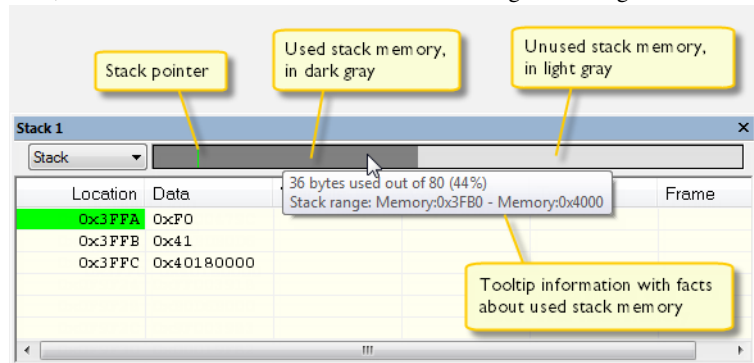 Used stack memory,
in dark gray
Unused stack memory,
in light gray
Stack pointer
Stack 1
Stack
36 bytes used out of 80 (44%)
Stack range: Memory:0x3FB0 - Memory:0x4000
Location Data Frame
0x3FFA 0xF0
0x3FFB 0x41
0x3FFC 0x40180000
Tooltip information with facts
about used stack memory